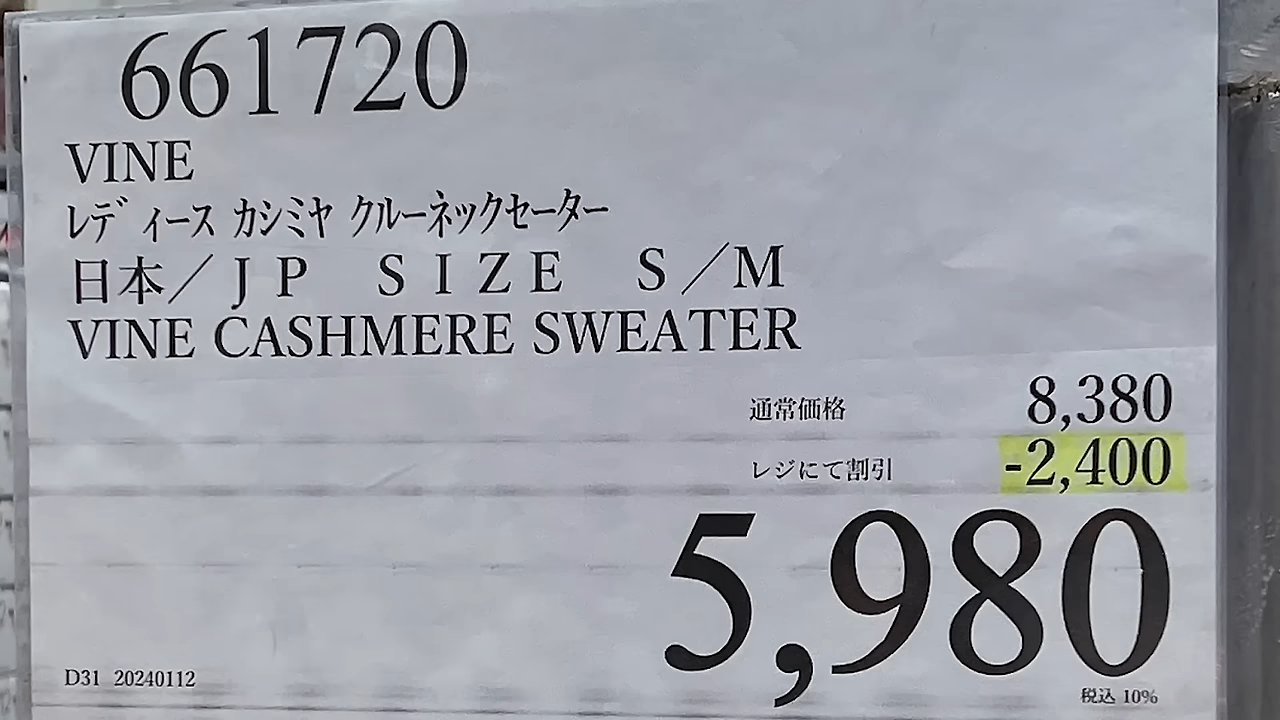 661720
VINE
ﾚﾃﾞｨｰｽ ｶｼﾐﾔ ｸﾙｰﾈｯｸｾｰﾀｰ
日本／ＪＰ　ＳＩＺＥ　Ｓ／Ｍ
VINE CASHMERE SWEATER
通常価格 8,380
レジにて割引 -2,400
5,980
税込 10%
D31 20240112